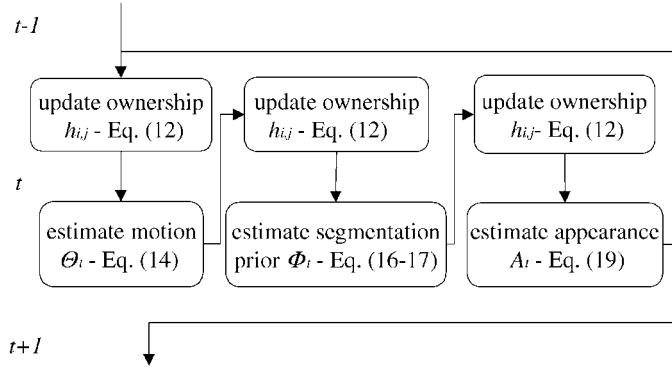 t-1
update ownership
h_{i,j} - Eq. (12)
update ownership
h_{i,j} - Eq. (12)
update ownership
h_{i,j}- Eq. (12)
t
estimate motion
Θ_t - Eq. (14)
estimate segmentation
prior Φ_t - Eq. (16-17)
estimate appearance
A_t - Eq. (19)
t+1